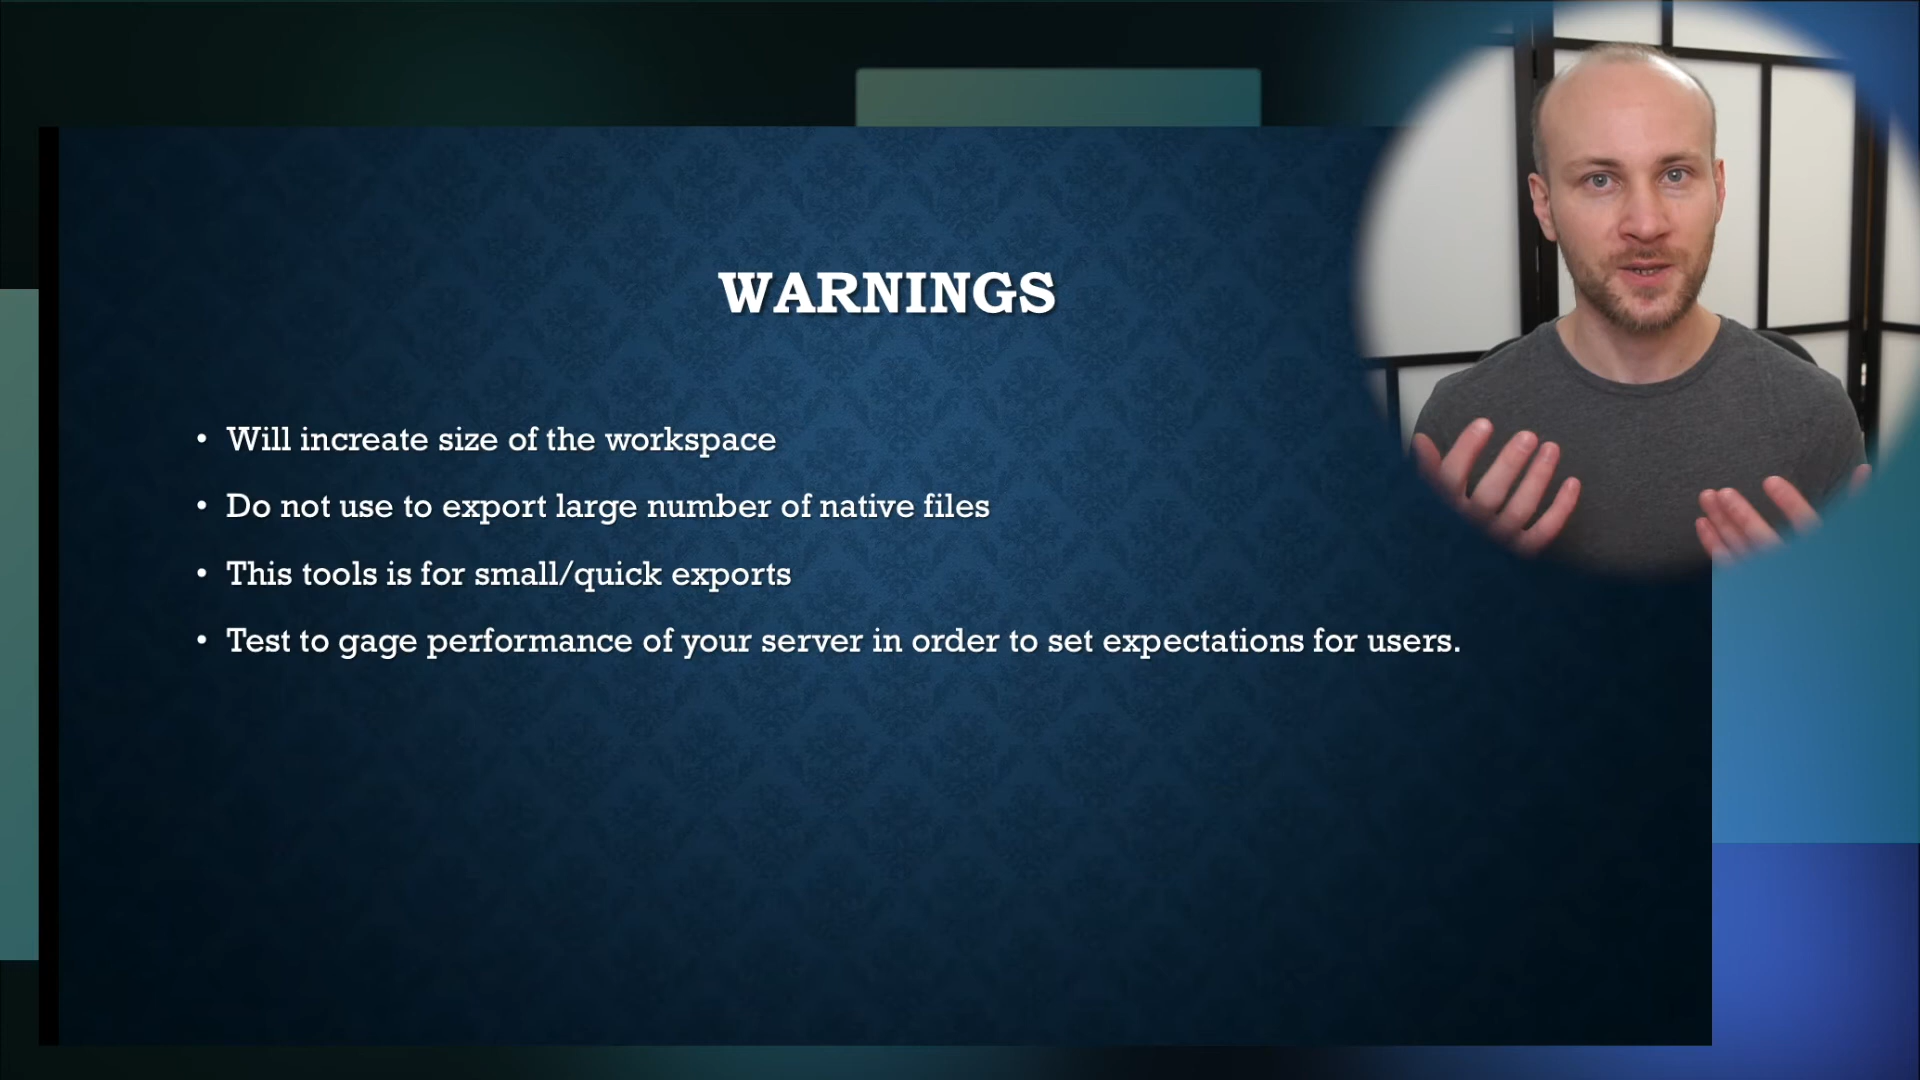 WARNINGS
• Will increate size of the workspace
• Do not use to export large number of native files
• This tools is for small/quick exports
• Test to gage performance of your server in order to set expectations for users.